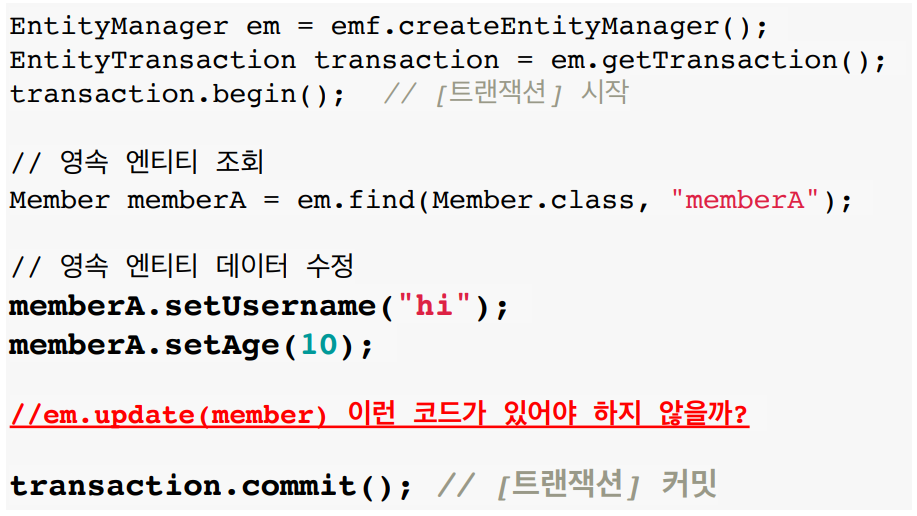 EntityManager em = emf.createEntityManager();
EntityTransaction transaction = em.getTransaction();
transaction.begin();  // [트랜잭션] 시작
// 영속 엔티티 조회
Member memberA = em.find(Member.class, "memberA");
// 영속 엔티티 데이터 수정
memberA.setUsername("hi");
memberA.setAge(10);
//em.update(member) 이런 코드가 있어야 하지 않을까?
transaction.commit(); // [트랜잭션] 커밋